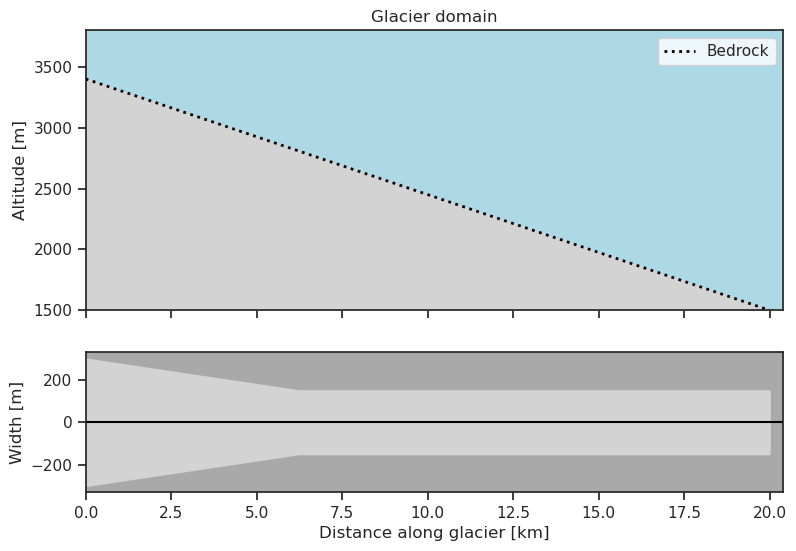 Glacier domain
Altitude [m]
3500
3000
2500
2000
1500
Bedrock
Width [m]
200
0
−200
0.0 2.5 5.0 7.5 10.0 12.5 15.0 17.5 20.0
Distance along glacier [km]